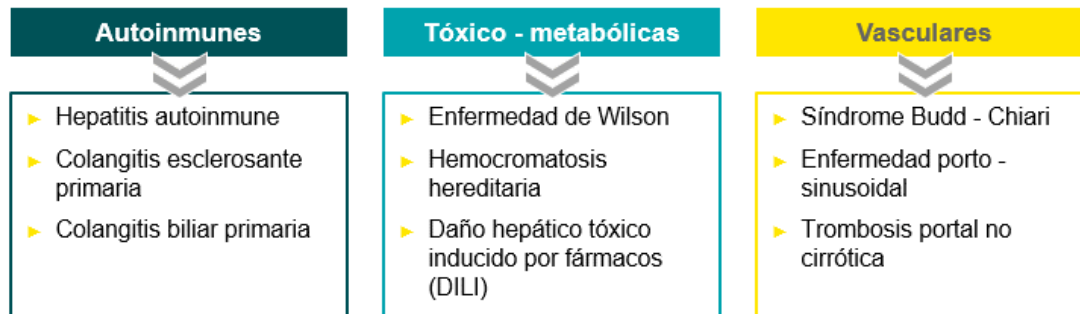 Autoinmunes
Hepatitis autoinmune
Colangitis esclerosante
primaria
Colangitis biliar primaria
Tóxico - metabólicas
Enfermedad de Wilson
Hemocromatosis
hereditaria
Daño hepático tóxico
inducido por fármacos
(DILI)
Vasculares
Síndrome Budd - Chiari
Enfermedad porto -
sinusoidal
Trombosis portal no
cirrótica